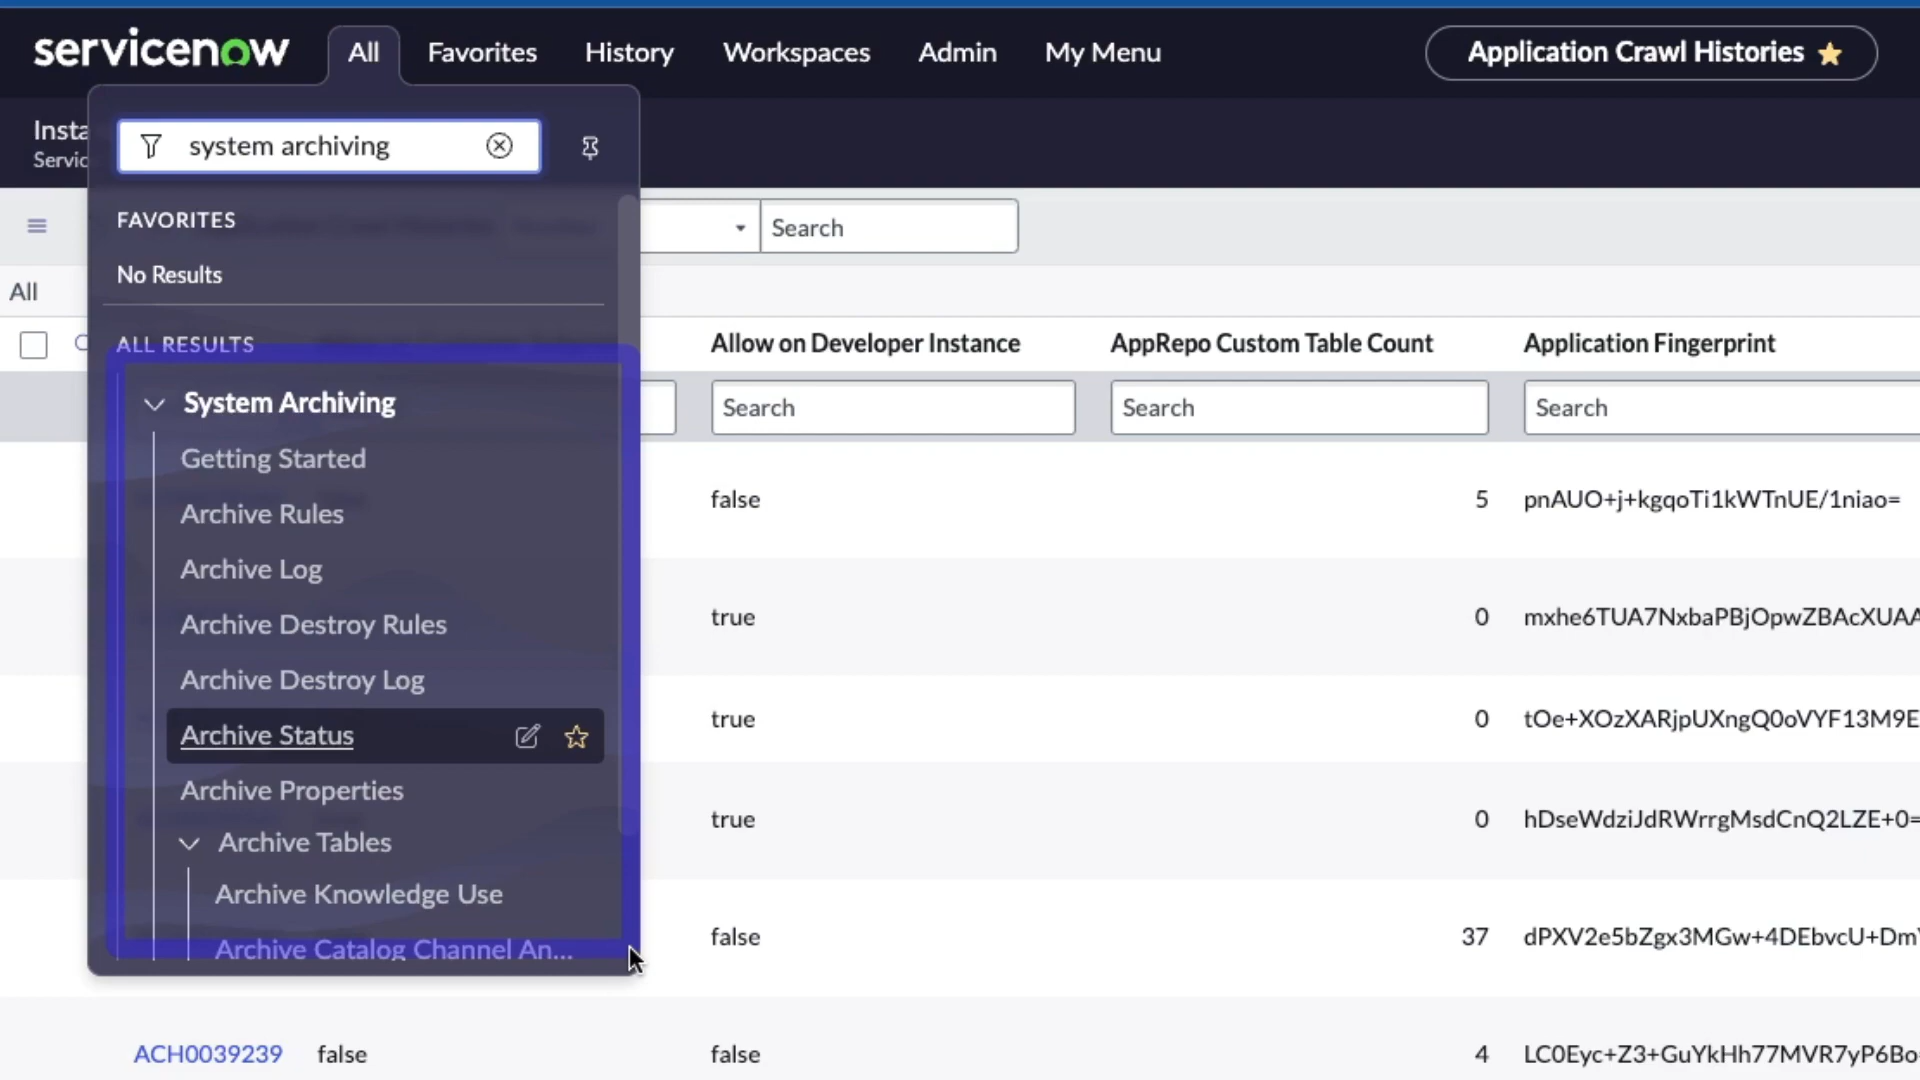 servicenow All Favorites History Workspaces Admin My Menu Application Crawl Histories
Insta
Servic
system archiving
FAVORITES
Search
No Results
All
ALL RESULTS
Allow on Developer Instance AppRepo Custom Table Count Application Fingerprint
System Archiving
Search Search Search
Getting Started
Archive Rules
false 5 pnAUO+j+kgqoTi1kWTnUE/1niao=
Archive Log
Archive Destroy Rules
true 0 mxhe6TUA7NxbaPBjOpwZBAcXUAA
Archive Destroy Log
Archive Status
true 0 tOe+XOzXARjpUXngQ0oVYF13M9E
Archive Properties
true 0 hDseWdziJdRWrrgMsdCnQ2LZE+0=
Archive Tables
Archive Knowledge Use
Archive Catalog Channel An...
false 37 dPXV2e5bZgx3MGw+4DEbvcU+Dm
ACH0039239 false false 4 LC0Eyc+Z3+GuYkHh77MVR7yP6Bo